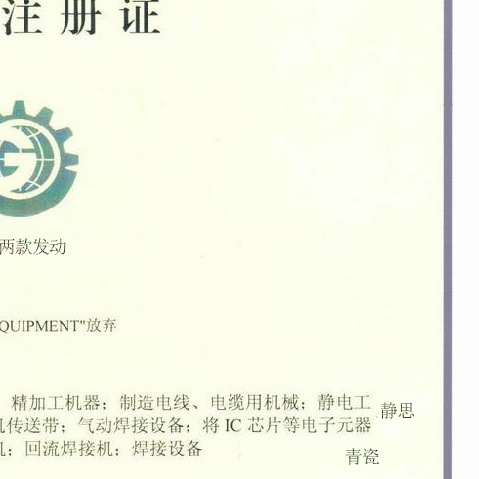 注册证
两款发动
QUIPMENT"放弃
精加工机器；制造电线、电缆用机械；静电工
静思
机传送带；气动焊接设备；将 IC 芯片等电子元器
机；回流焊接机；焊接设备
青瓷